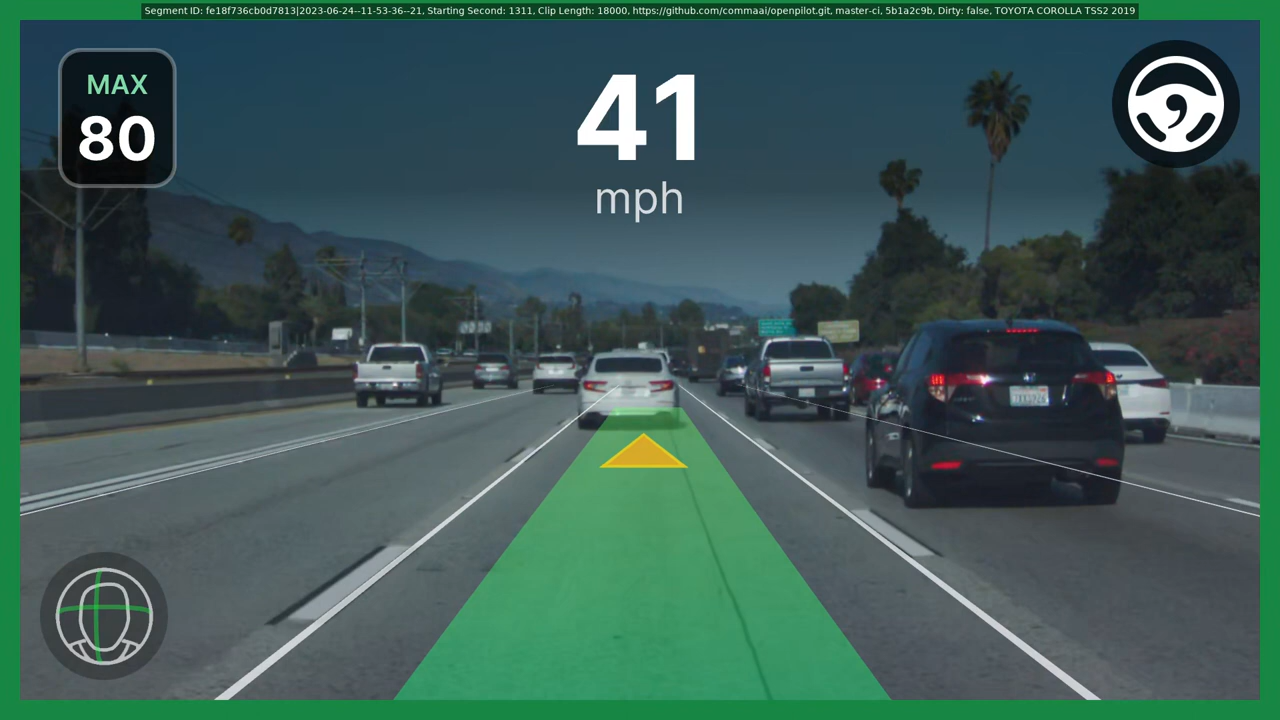 Segment ID: fe18f736cb0d7813|2023-06-24--11-53-36--21, Starting Second: 1311, Clip Length: 18000, https://github.com/commaai/openpilot.git, master-ci, 5b1a2c9b, Dirty: false, TOYOTA COROLLA TSS2 2019
MAX
80
41
mph